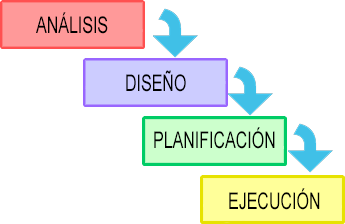 ANÁLISIS
DISEÑO
PLANIFICACIÓN
EJECUCIÓN